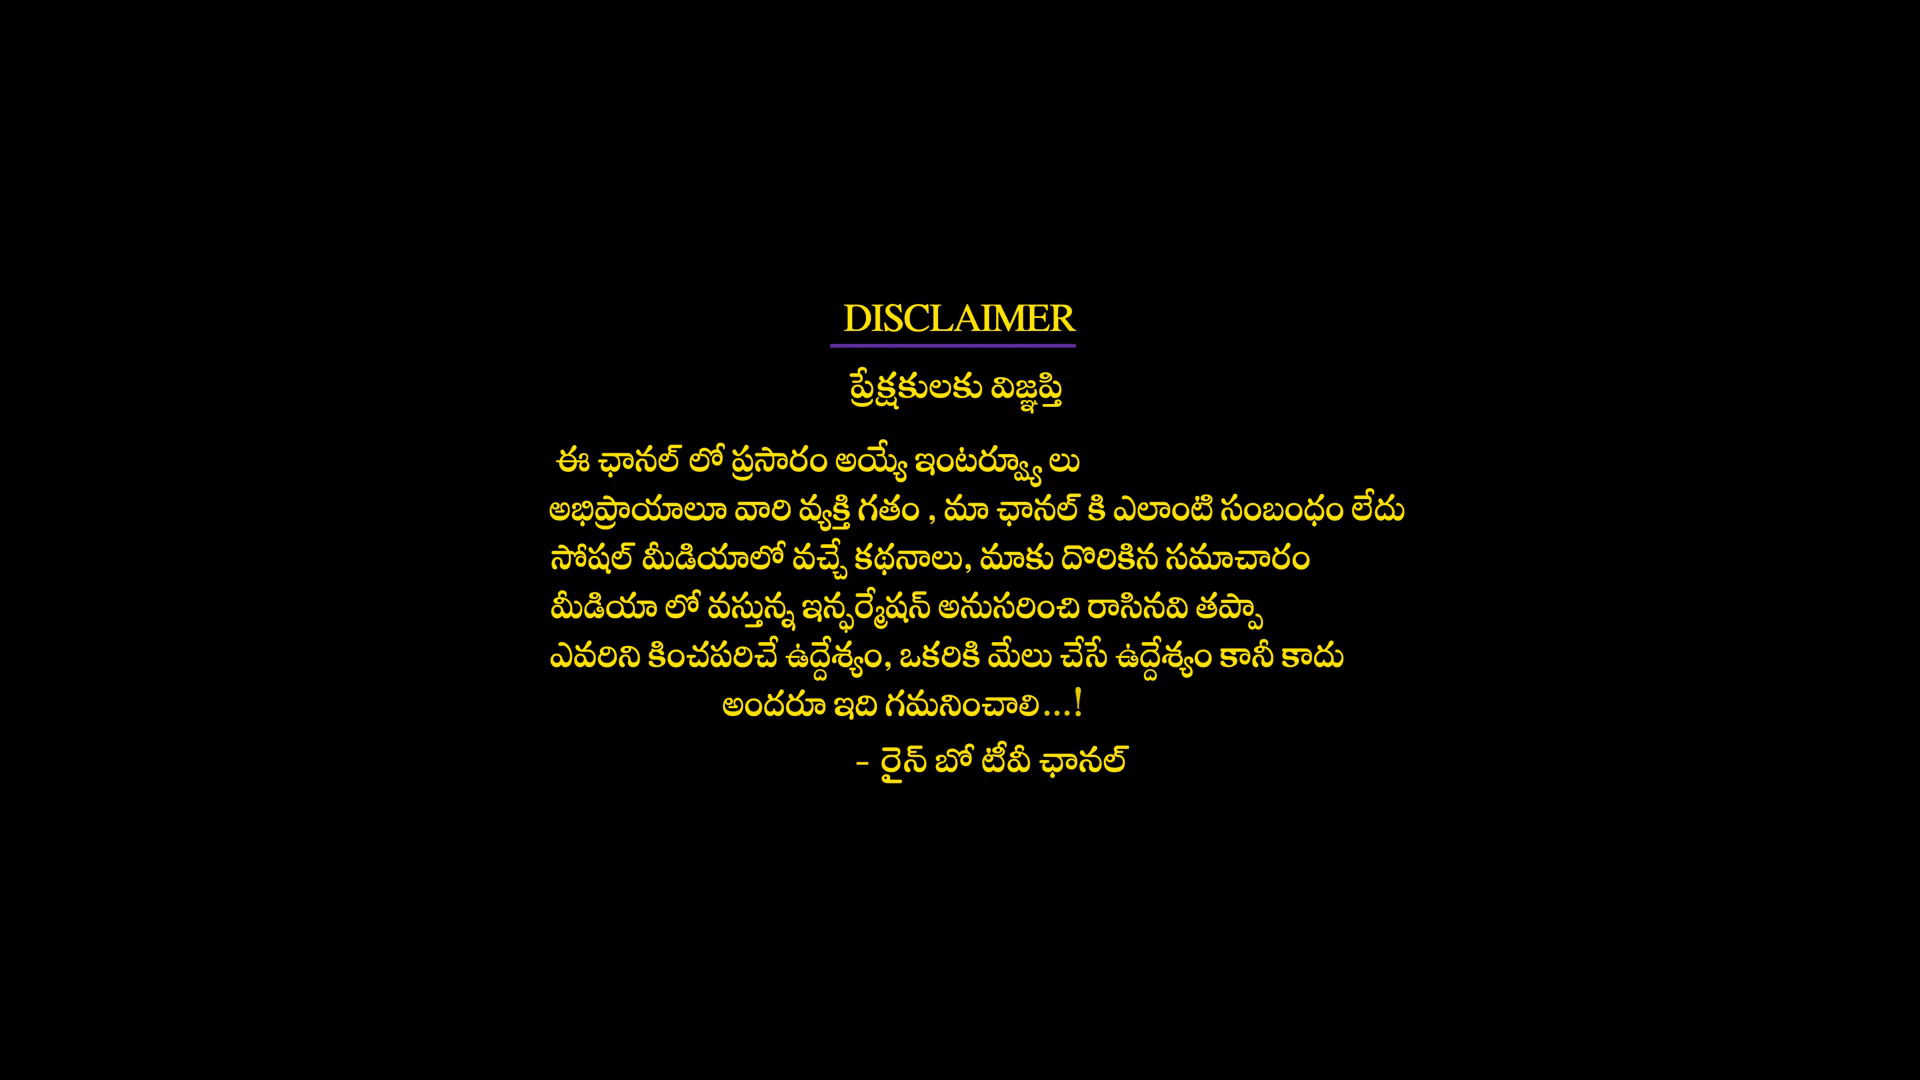 DISCLAIMER
ప్రేక్షకులకు విజ్ఞప్తి
ఈ ఛానల్ లో ప్రసారం అయ్యే ఇంటర్వ్యూ లు
అభిప్రాయాలూ వారి వ్యక్తి గతం , మా ఛానల్ కి ఎలాంటి సంబంధం లేదు
సోషల్ మీడియాలో వచ్చే కథనాలు, మాకు దొరికిన సమాచారం
మీడియా లో వస్తున్న ఇన్ఫర్మేషన్ అనుసరించి రాసినవి తప్పా
ఎవరిని కించపరిచే ఉద్దేశ్యం, ఒకరికి మేలు చేసే ఉద్దేశ్యం కానీ కాదు
అందరూ ఇది గమనించాలి...!
- రైన్ బో టీవీ ఛానల్